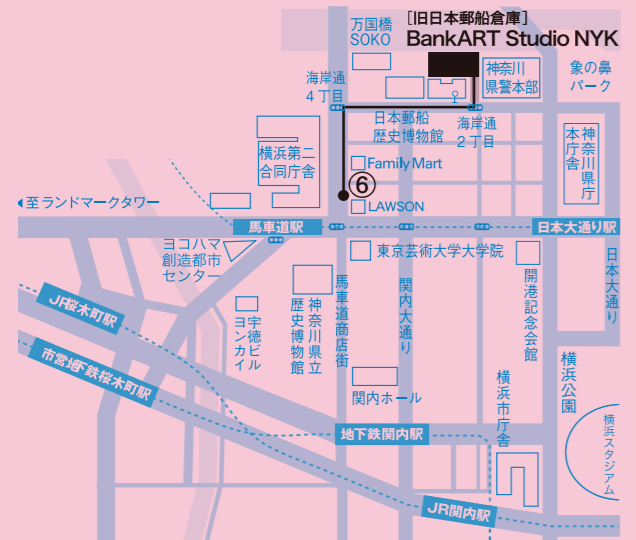 [旧日本郵船倉庫]
BankART Studio NYK
万国橋
SOKO
神奈川
県警本部
象の鼻
パーク
海岸通
4丁目
日本郵船
歴史博物館
海岸通
2丁目
横浜第二
合同庁舎
神奈川県庁
本庁舎
Family Mart
⑥
LAWSON
至ランドマークタワー
馬車道駅
日本大通り駅
ヨコハマ
創造都市
センター
東京芸術大学大学院
日本大通り
開港記念会館
馬車道商店街
関内大通り
神奈川県立
歴史博物館
宇徳ビル
ヨンカイ
JR桜木町駅
市営地下鉄桜木町駅
関内ホール
横浜市庁舎
横浜公園
横浜スタジアム
地下鉄関内駅
JR関内駅